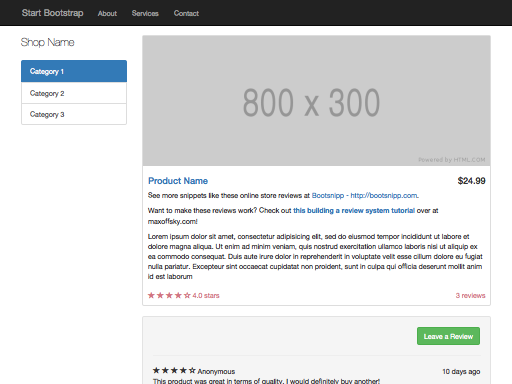 Start Bootstrap About Services Contact
Shop Name
Category 1
Category 2
Category 3
800 x 300
Powered by HTML.COM
Product Name $24.99
See more snippets like these online store reviews at Bootsnipp - http://bootsnipp.com.
Want to make these reviews work? Check out this building a review system tutorial over at
maxoffsky.com!
Lorem ipsum dolor sit amet, consectetur adipisicing elit, sed do eiusmod tempor incididunt ut labore et
dolore magna aliqua. Ut enim ad minim veniam, quis nostrud exercitation ullamco laboris nisi ut aliquip ex
ea commodo consequat. Duis aute irure dolor in reprehenderit in voluptate velit esse cillum dolore eu fugiat
nulla pariatur. Excepteur sint occaecat cupidatat non proident, sunt in culpa qui officia deserunt mollit anim
id est laborum
★★★★☆ 4.0 stars 3 reviews
Leave a Review
★★★★☆ Anonymous 10 days ago
This product was great in terms of quality. I would definitely buy another!